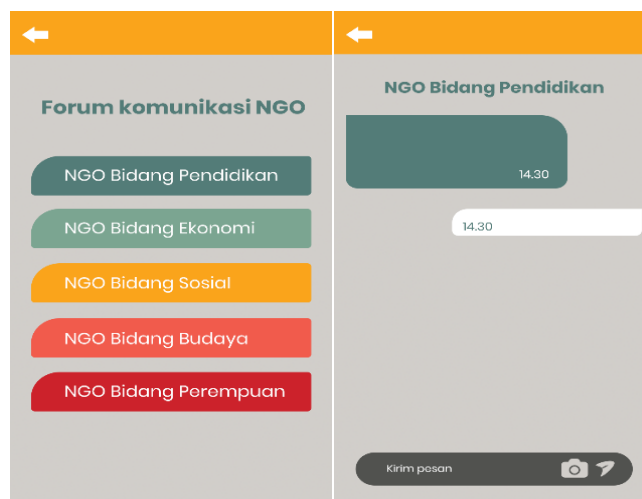 Forum komunikasi NGO
NGO Bidang Pendidikan
NGO Bidang Ekonomi
NGO Bidang Sosial
NGO Bidang Budaya
NGO Bidang Perempuan
NGO Bidang Pendidikan
14.30
14.30
Kirim pesan